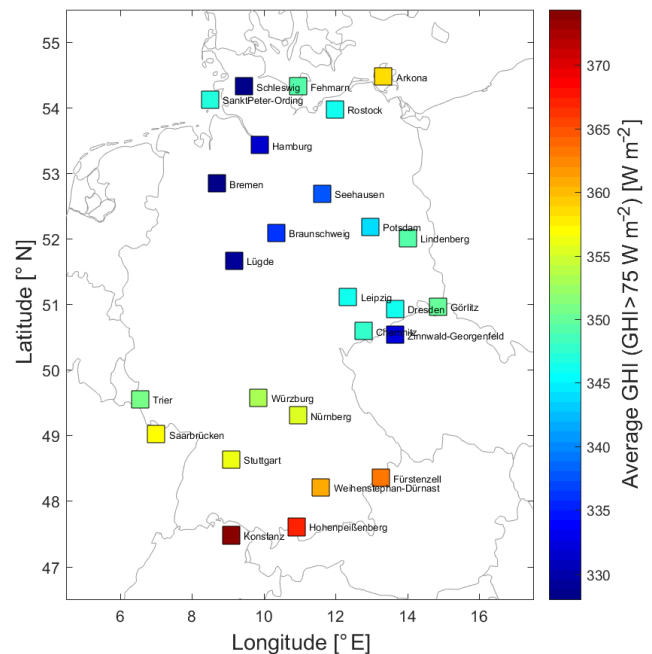 55
54
53
52
51
50
49
48
47
Latitude [° N]
6
8
10
12
14
16
Longitude [° E]
Schleswig
Fehmarn
Arkona
SanktPeter-Ording
Rostock
Hamburg
Bremen
Seehausen
Braunschweig
Potsdam
Lindenberg
Lügde
Leipzig
Dresden
Görlitz
Chemnitz
Zinnwald-Georgenfeld
Trier
Würzburg
Nürnberg
Saarbrücken
Stuttgart
Fürstenzell
Weihenstephan-Dürnast
Hohenpeißenberg
Konstanz
370
365
360
355
350
345
340
335
330
Average GHI (GHI>75 W m-2) [W m-2]